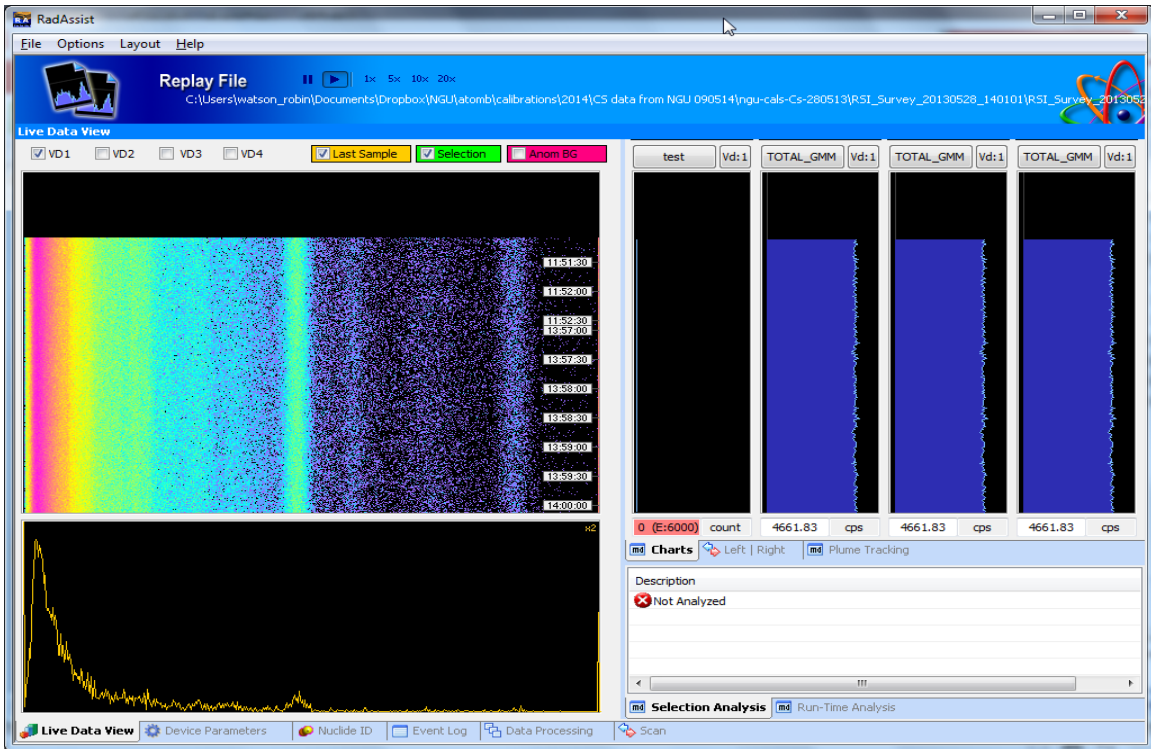 RadAssist
File Options Layout Help
Replay File 1x 5x 10x 20x
C:\Users\watson_robin\Documents\Dropbox\NGU\atomb\calibrations\2014\CS data from NGU 090514\ngu-cals-Cs-280513\RSI_Survey_20130528_140101\RSI_Survey_2013052
Live Data View
VD1 VD2 VD3 VD4 Last Sample Selection Anom BG
test Vd:1 TOTAL_GMM Vd:1 TOTAL_GMM Vd:1 TOTAL_GMM Vd:1
11:51:30
11:52:00
11:52:30
13:57:00
13:57:30
13:58:00
13:58:30
13:59:00
13:59:30
14:00:00
x2
0 (E:6000) count 4661.83 cps 4661.83 cps 4661.83 cps
md Charts Left | Right md Plume Tracking
Description
Not Analyzed
md Selection Analysis md Run-Time Analysis
Live Data View Device Parameters Nuclide ID Event Log Data Processing Scan